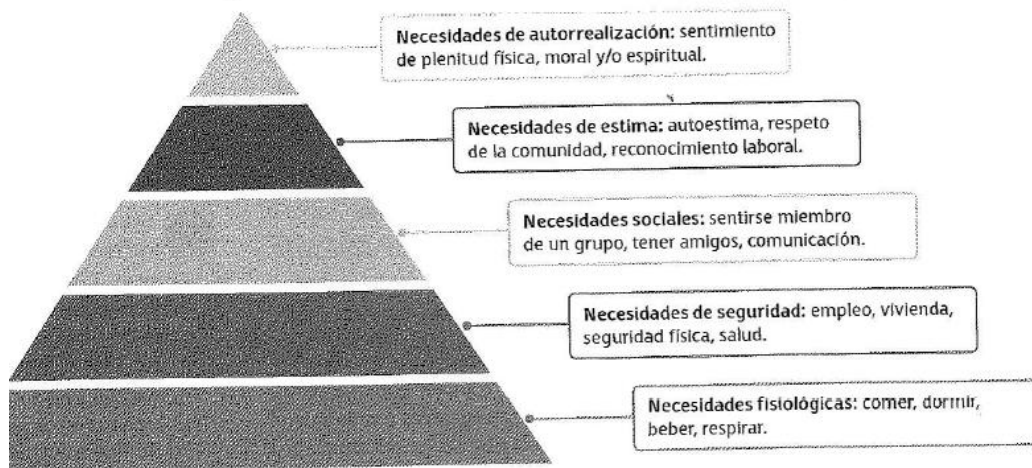 Necesidades de autorrealización: sentimiento
de plenitud física, moral y/o espiritual.
Necesidades de estima: autoestima, respeto
de la comunidad, reconocimiento laboral.
Necesidades sociales: sentirse miembro
de un grupo, tener amigos, comunicación.
Necesidades de seguridad: empleo, vivienda,
seguridad física, salud.
Necesidades fisiológicas: comer, dormir,
beber, respirar.